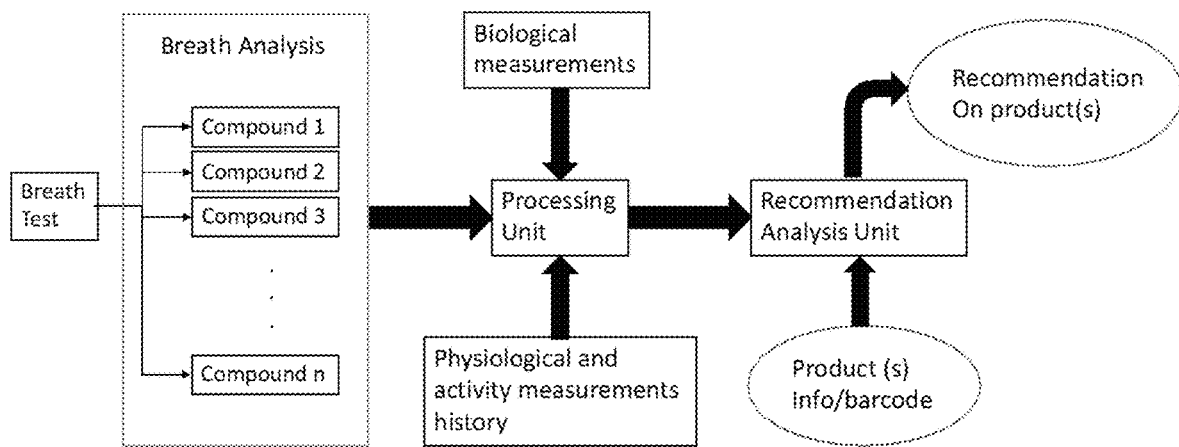 Breath Analysis
Breath
Test
Compound 1
Compound 2
Compound 3
.
.
.
Compound n
Biological
measurements
Processing
Unit
Physiological and
activity measurements
history
Recommendation
Analysis Unit
Recommendation
On product(s)
Product (s)
info/barcode